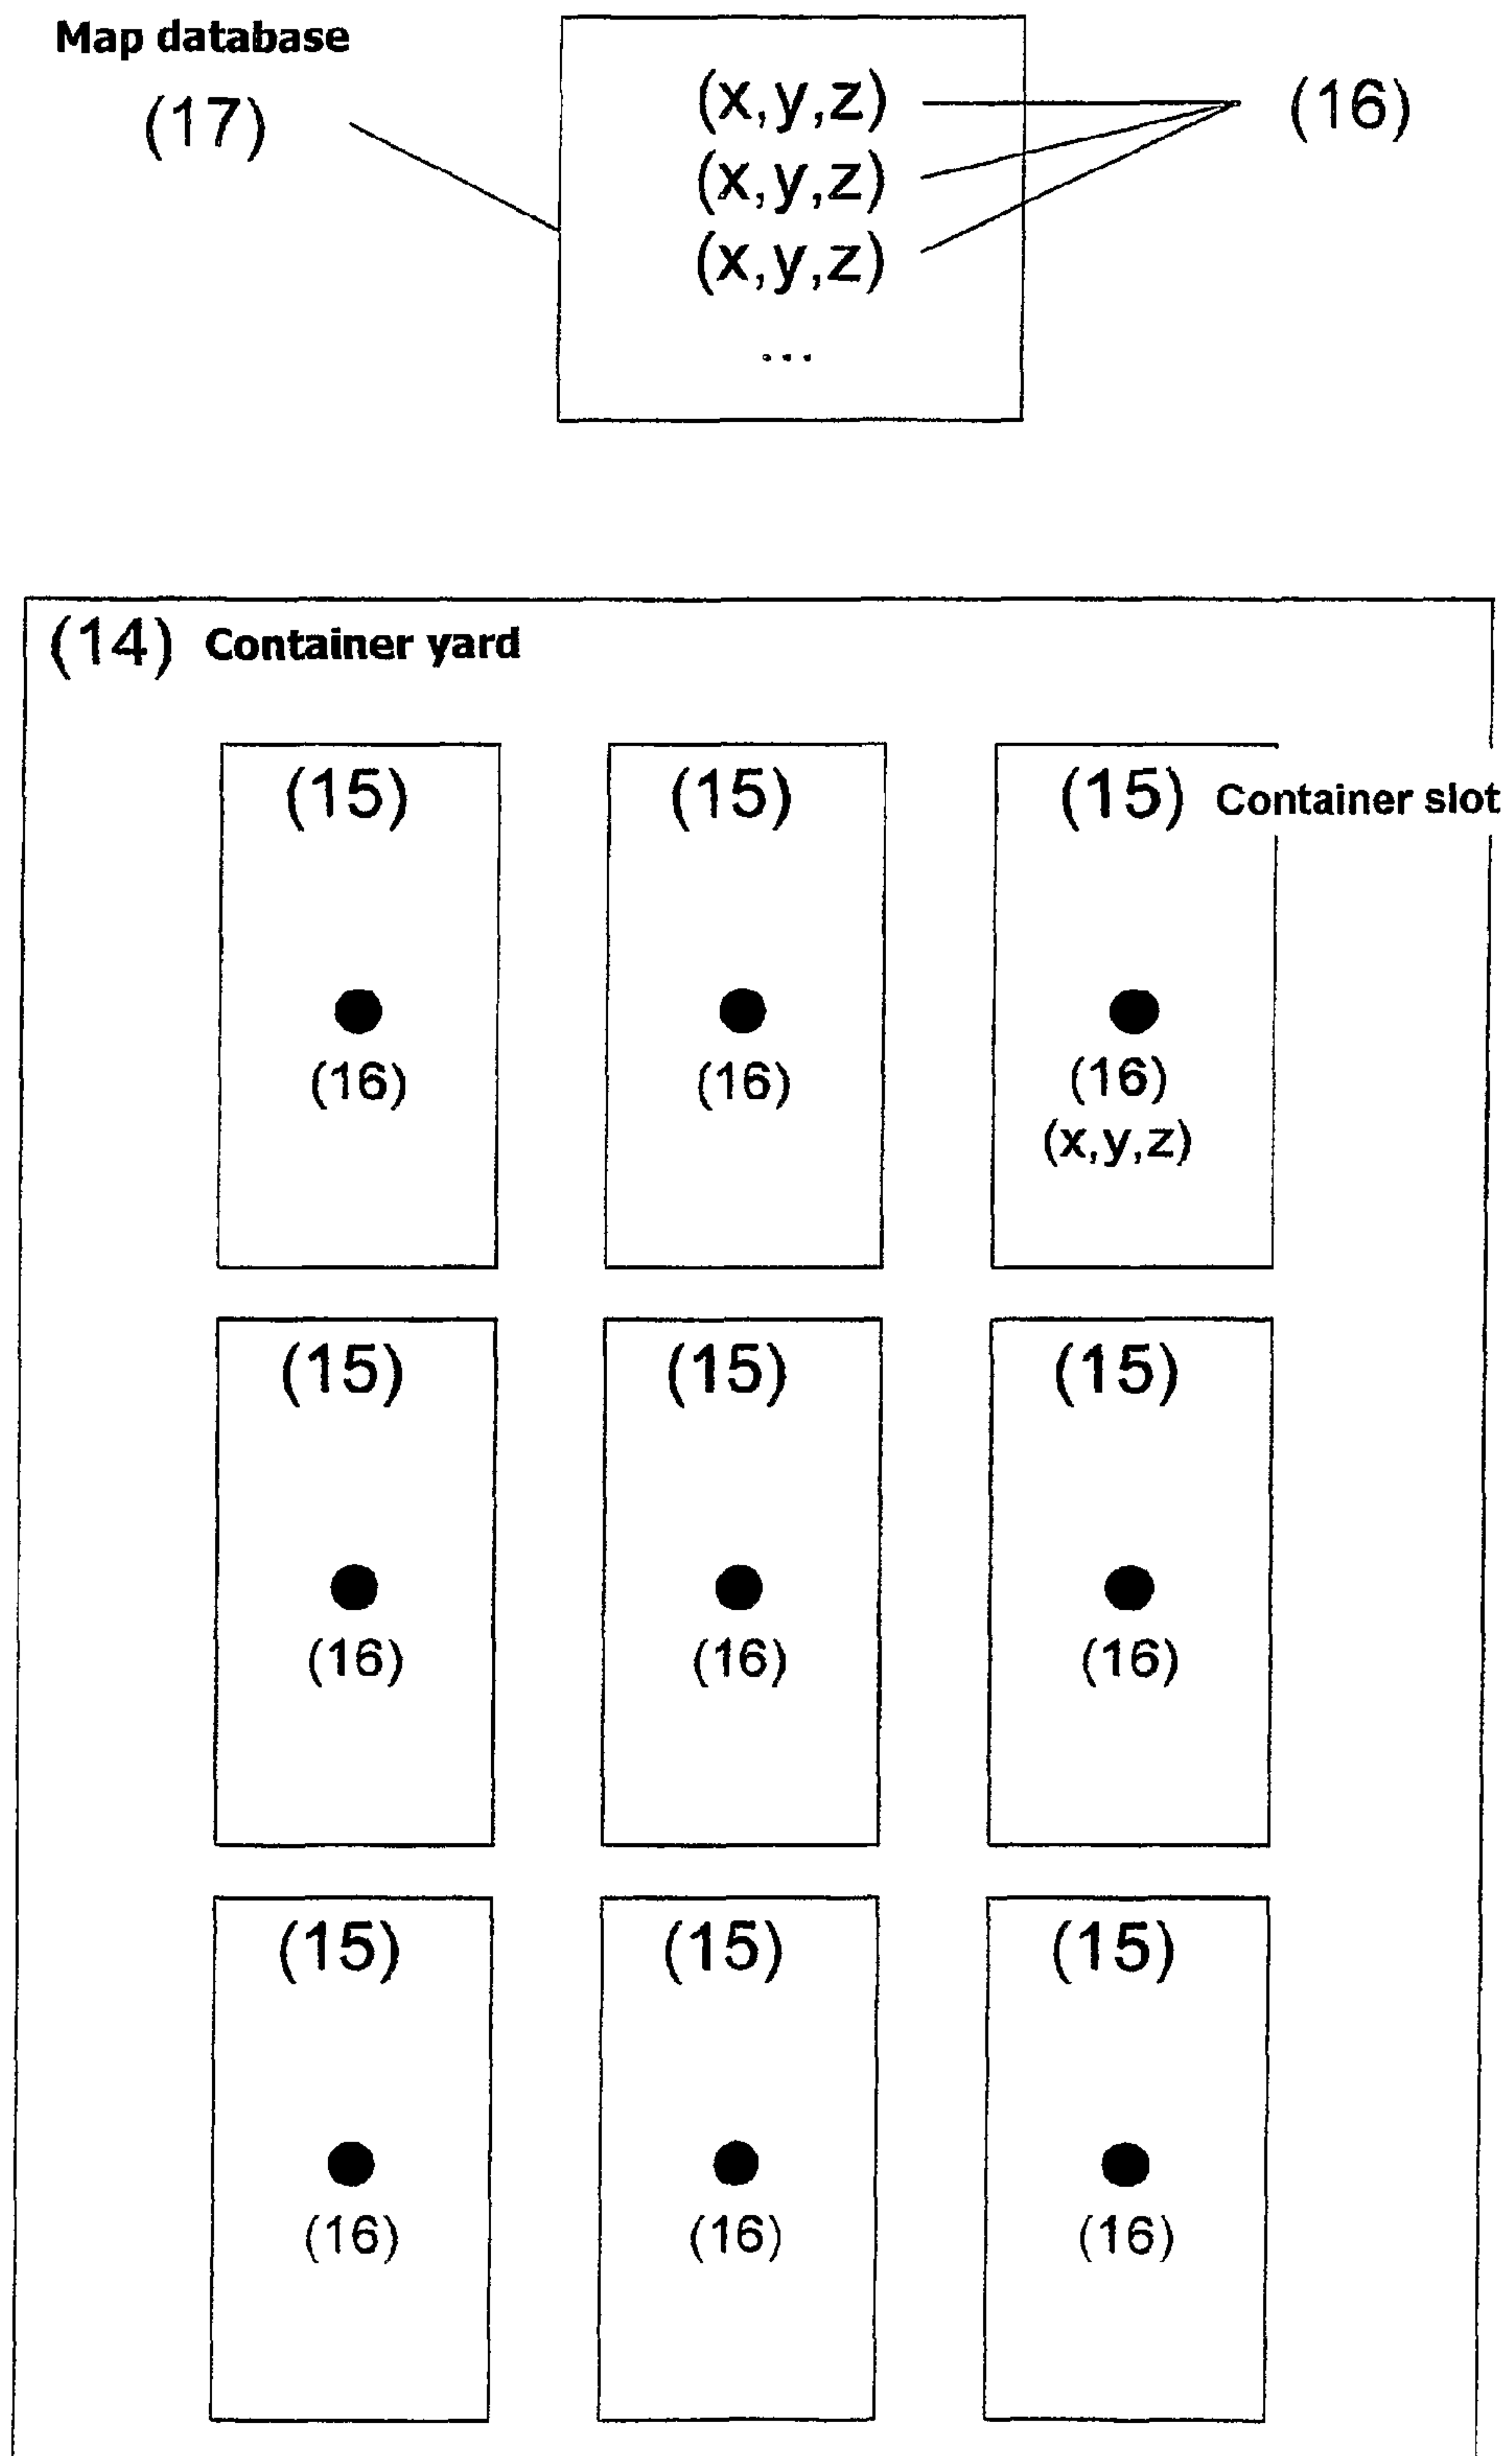 Map database
(17)
(x,y,z)
(16)
(x,y,z)
(x,y,z)
...
(14) Container yard
(15) (15) (15) Container slot
(16) (16) (16)
(x,y,z)
(15) (15) (15)
(16) (16) (16)
(15) (15) (15)
(16) (16) (16)